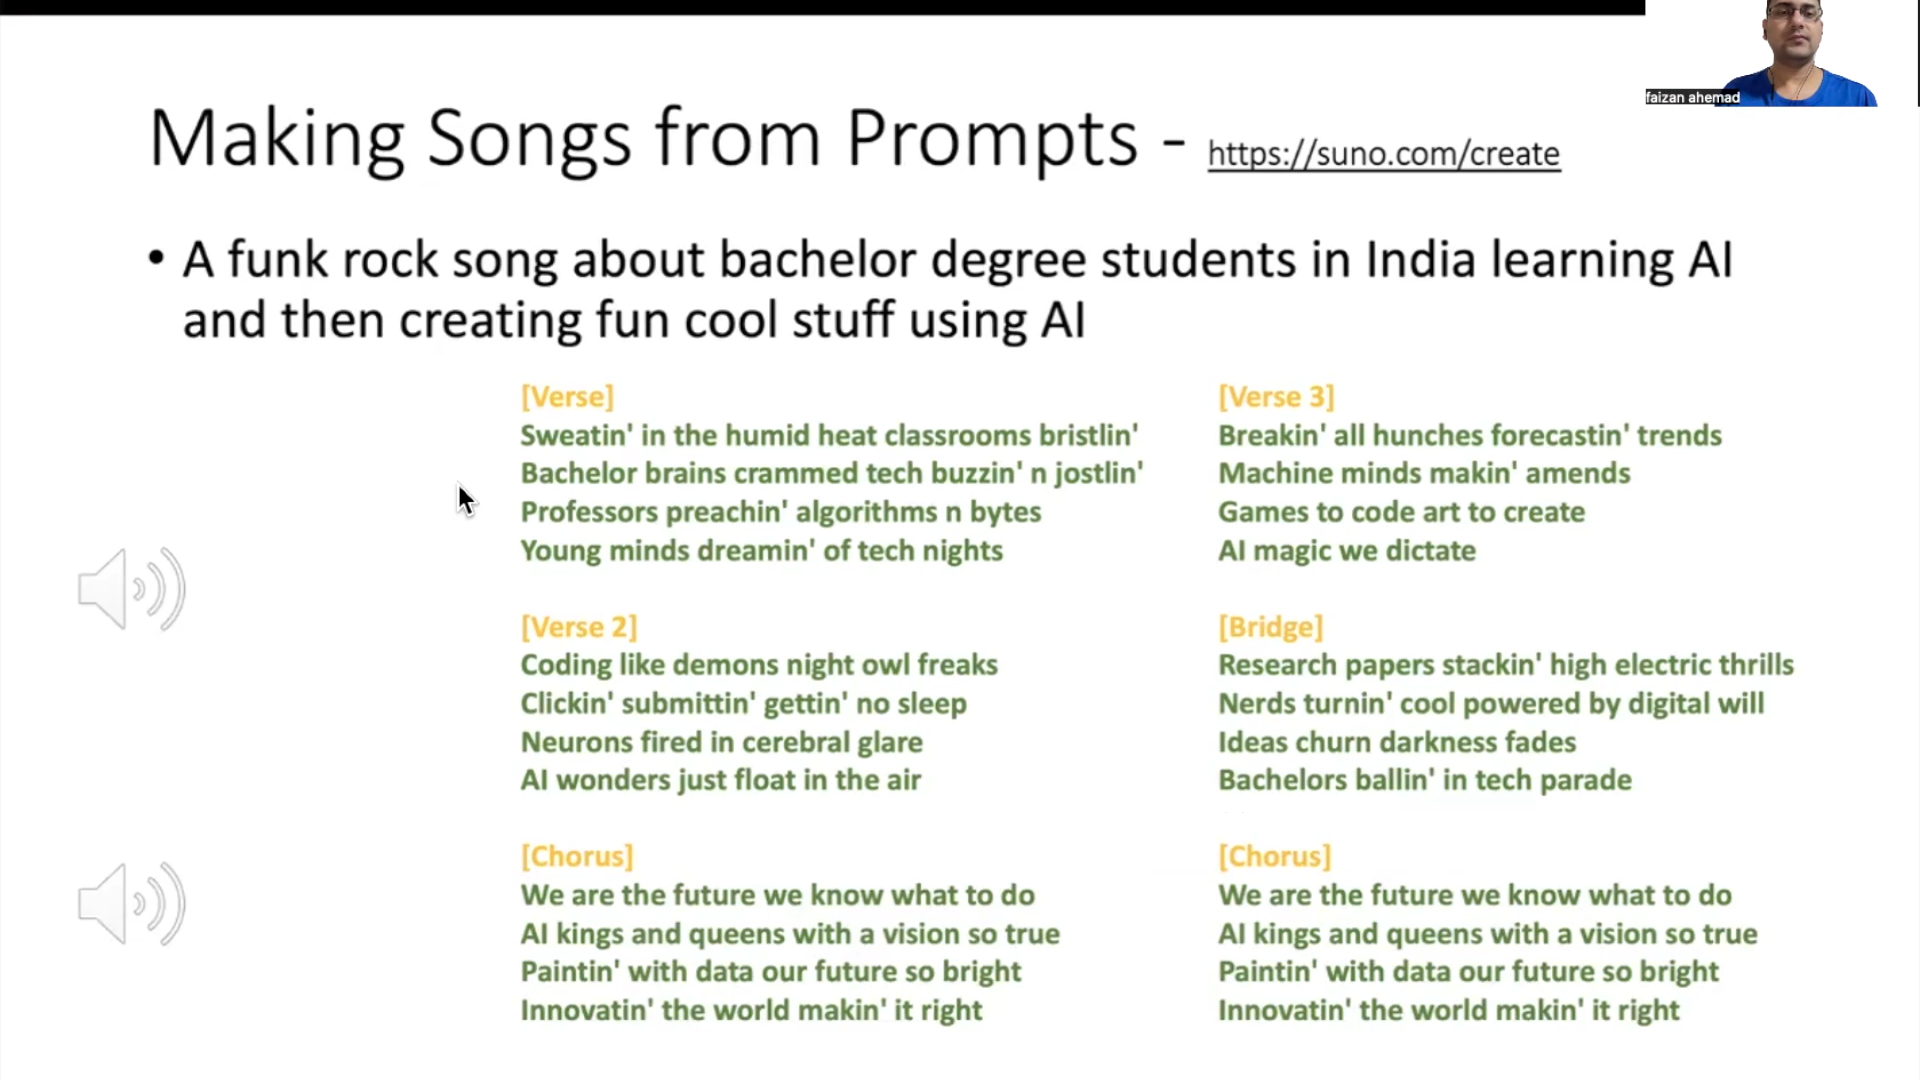 faizan ahemad
Making Songs from Prompts - https://suno.com/create
• A funk rock song about bachelor degree students in India learning AI
and then creating fun cool stuff using AI
[Verse]
Sweatin' in the humid heat classrooms bristlin'
Bachelor brains crammed tech buzzin' n jostlin'
Professors preachin' algorithms n bytes
Young minds dreamin' of tech nights
[Verse 2]
Coding like demons night owl freaks
Clickin' submittin' gettin' no sleep
Neurons fired in cerebral glare
AI wonders just float in the air
[Chorus]
We are the future we know what to do
AI kings and queens with a vision so true
Paintin' with data our future so bright
Innovatin' the world makin' it right
[Verse 3]
Breakin' all hunches forecastin' trends
Machine minds makin' amends
Games to code art to create
AI magic we dictate
[Bridge]
Research papers stackin' high electric thrills
Nerds turnin' cool powered by digital will
Ideas churn darkness fades
Bachelors ballin' in tech parade
[Chorus]
We are the future we know what to do
AI kings and queens with a vision so true
Paintin' with data our future so bright
Innovatin' the world makin' it right